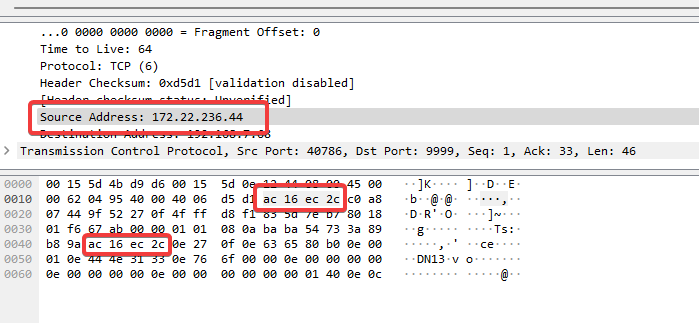 ...0 0000 0000 0000 = Fragment Offset: 0
Time to Live: 64
Protocol: TCP (6)
Header Checksum: 0xd5d1 [validation disabled]
[Header checksum status: Unverified]
Source Address: 172.22.236.44
Destination Address: 192.168.7.68
Transmission Control Protocol, Src Port: 40786, Dst Port: 9999, Seq: 1, Ack: 33, Len: 46
0000 00 15 5d 4b d9 d6 00 15 5d 0e 12 44 08 00 45 00 ··]K···· ]··D··E·
0010 00 62 04 95 40 00 40 06 d5 d1 ac 16 ec 2c c0 a8 ·b··@·@· ·····,··
0020 07 44 9f 52 27 0f 4f ff d8 f1 83 5d 7e b7 80 18 ·D·R'·O· ···]~···
0030 01 f6 67 ab 00 00 01 01 08 0a ba ba 54 73 3a 89 ··g····· ····Ts:·
0040 b8 9a ac 16 ec 2c 0e 27 0f 0e 63 65 80 b0 0e 00 ·····,·' ··ce····
0050 01 0e 44 4e 31 33 0e 76 6f 00 00 0e 00 00 00 00 ··DN13·v o·······
0060 0e 00 00 00 0e 00 00 00 00 00 01 40 0e 0c ········ ···@··